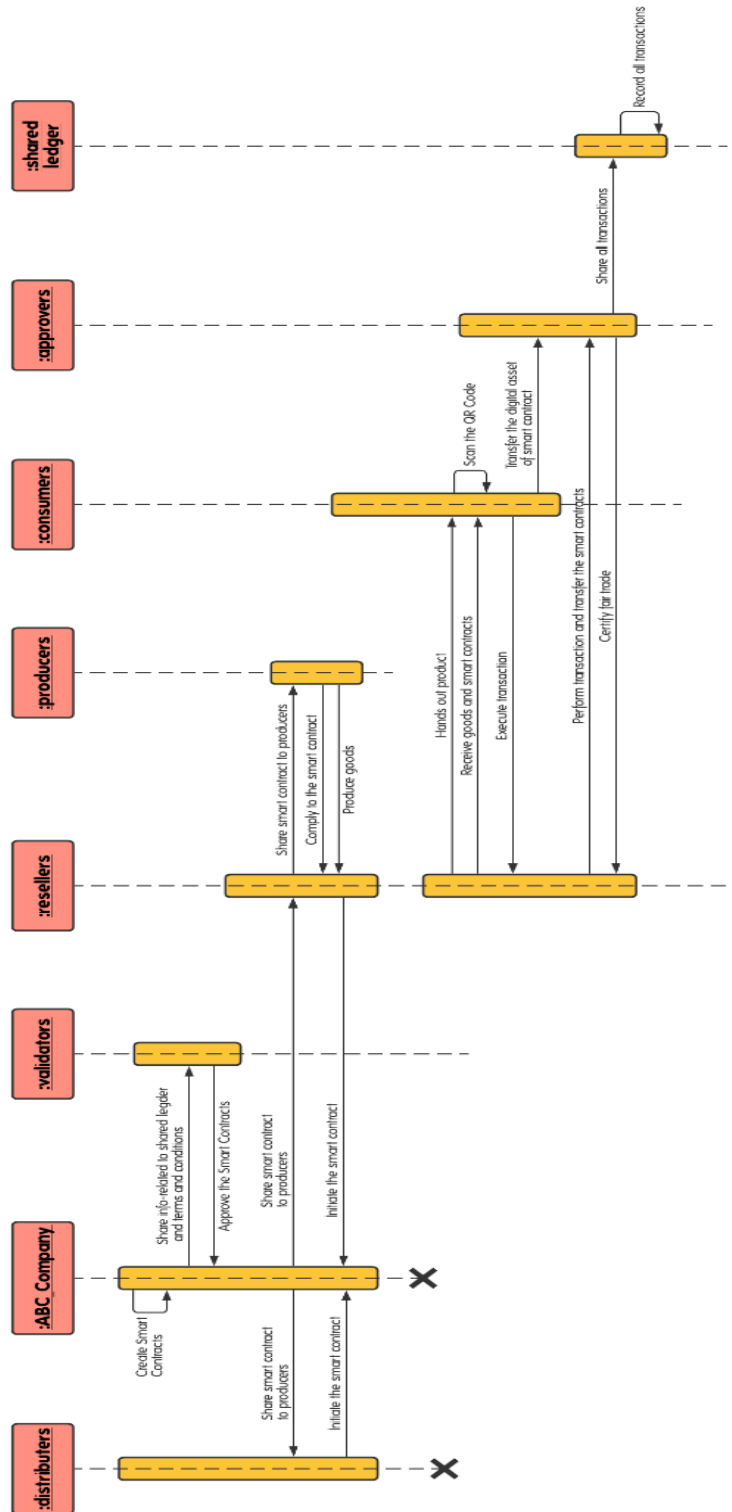 :distributers
:ABC_Company
:validators
:resellers
:producers
:consumers
:approvers
:shared
ledger
Create Smart
Contracts
Share info-related to shared legder
and terms and conditions
Approve the Smart Contracts
Share smart contract
to producers
Share smart contract
to producers
Share smart contract to producers
Comply to the smart contract
Produce goods
Initiate the smart contract
Initiate the smart contract
Hands out product
Scan the QR Code
Receive goods and smart contracts
Execute transaction
Transfer the digital asset
of smart contract
Perform transaction and transfer the smart contracts
Certify fair trade
Share all transactions
Record all transactions